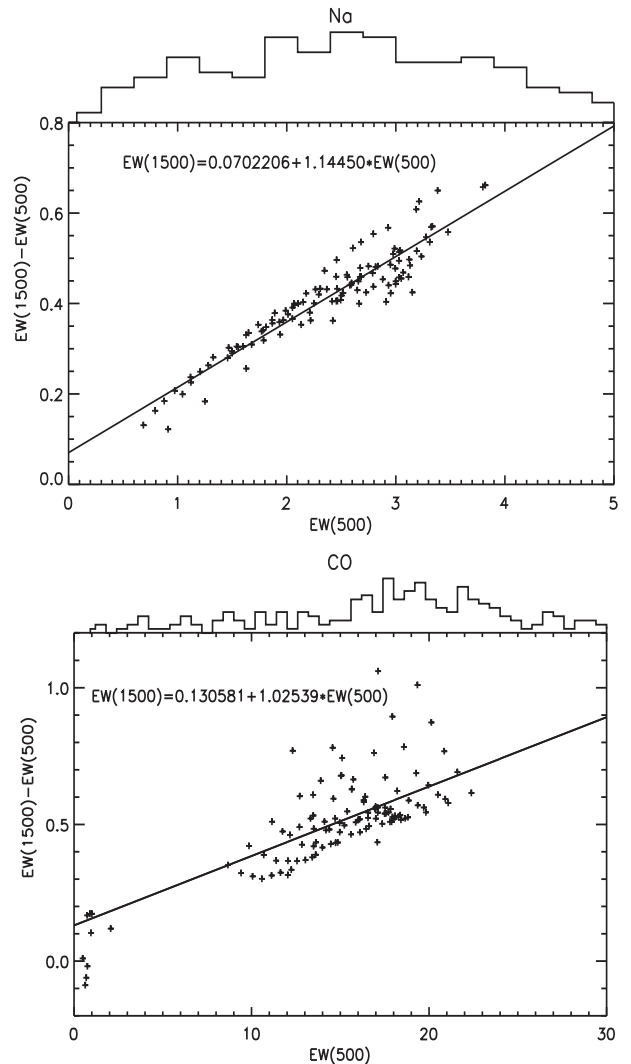 Na
0.8
EW(1500)=0.0702206+1.14450*EW(500)
0.6
EW(1500)-EW(500)
0.4
0.2
0.0
0 1 2 3 4 5
EW(500)
CO
1.0
EW(1500)=0.130581+1.02539*EW(500)
EW(1500)-EW(500)
0.5
0.0
0 10 20 30
EW(500)